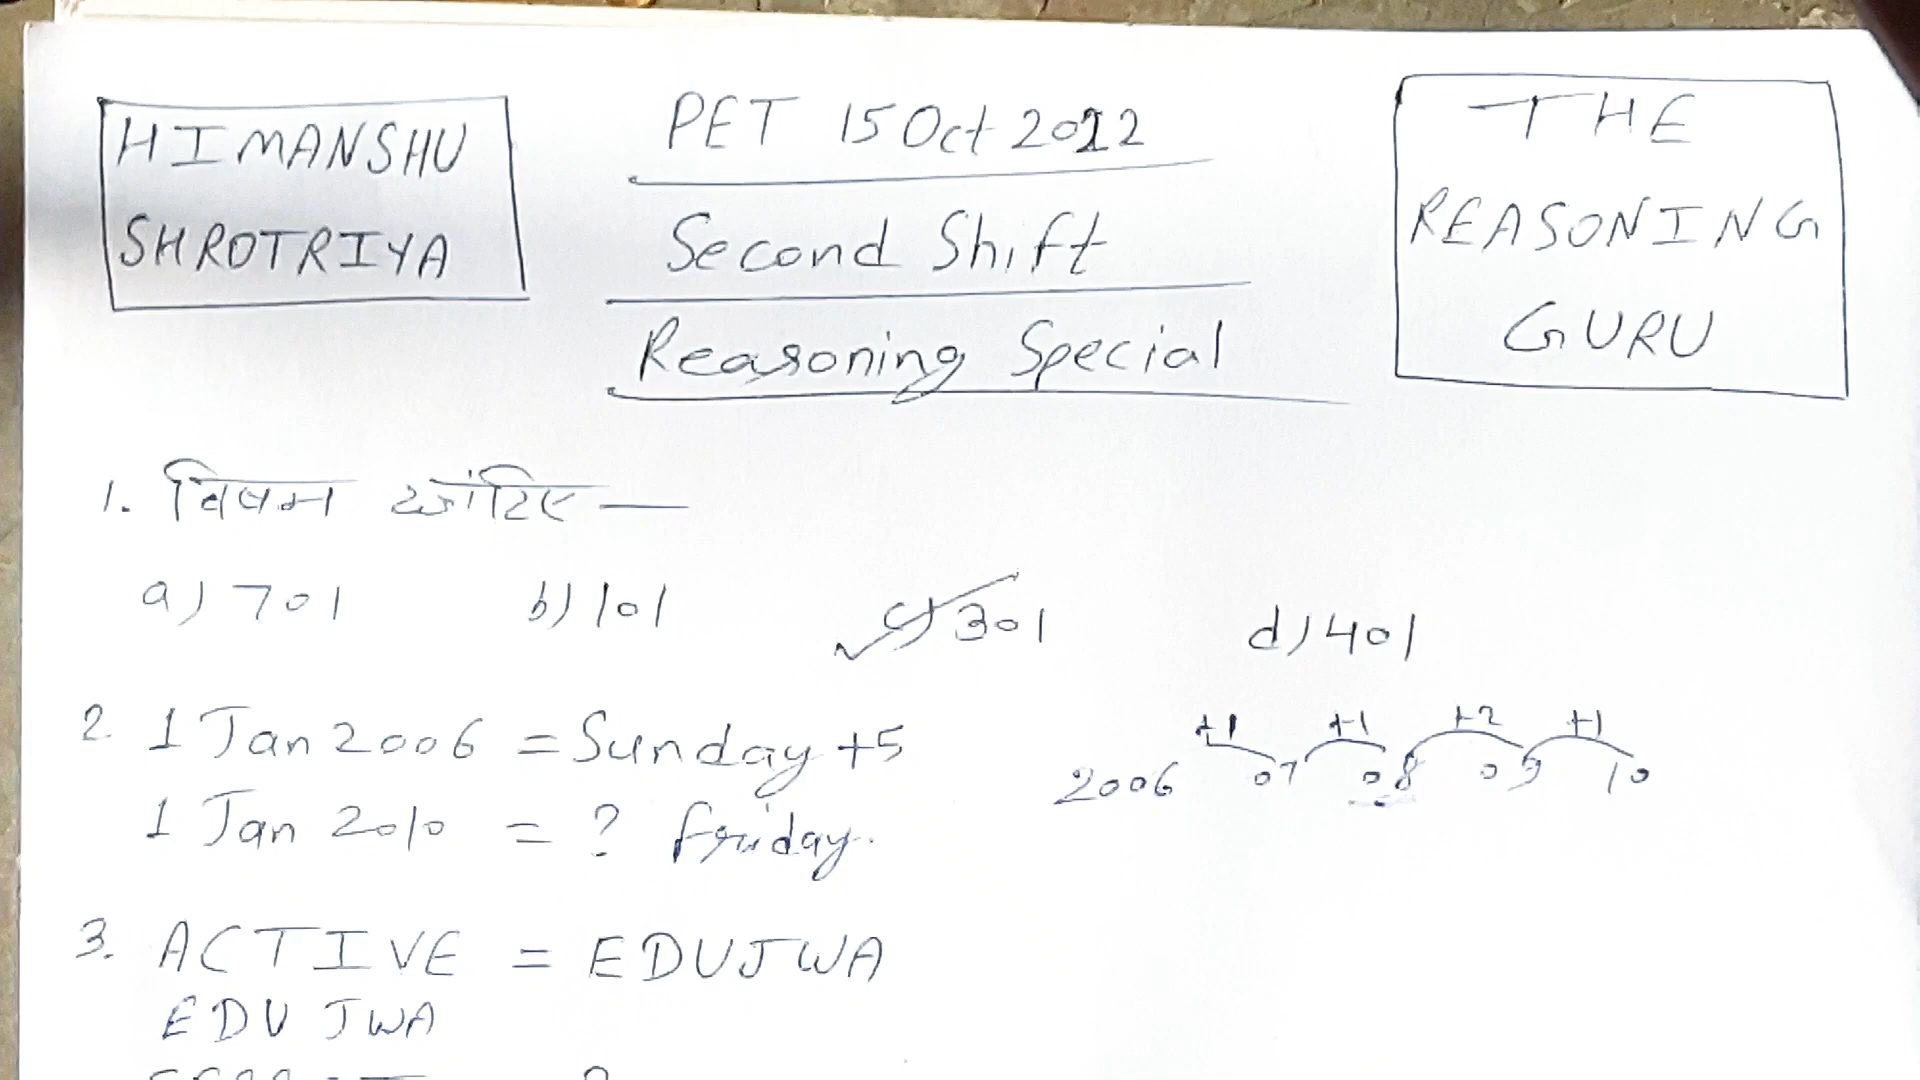 HIMANSHU
SHROTRIYA
PET 15 Oct 2022
Second Shift
Reasoning Special
THE
REASONING
GURU
1. विषम छांटिए —
a) 701 b) 101 c) 301 d) 401
2. 1 Jan 2006 = Sunday +5
1 Jan 2010 = ? Friday.
+1 +1 +2 +1
2006 07 08 09 10
3. ACTIVE = EDUJWA
EDU JWA